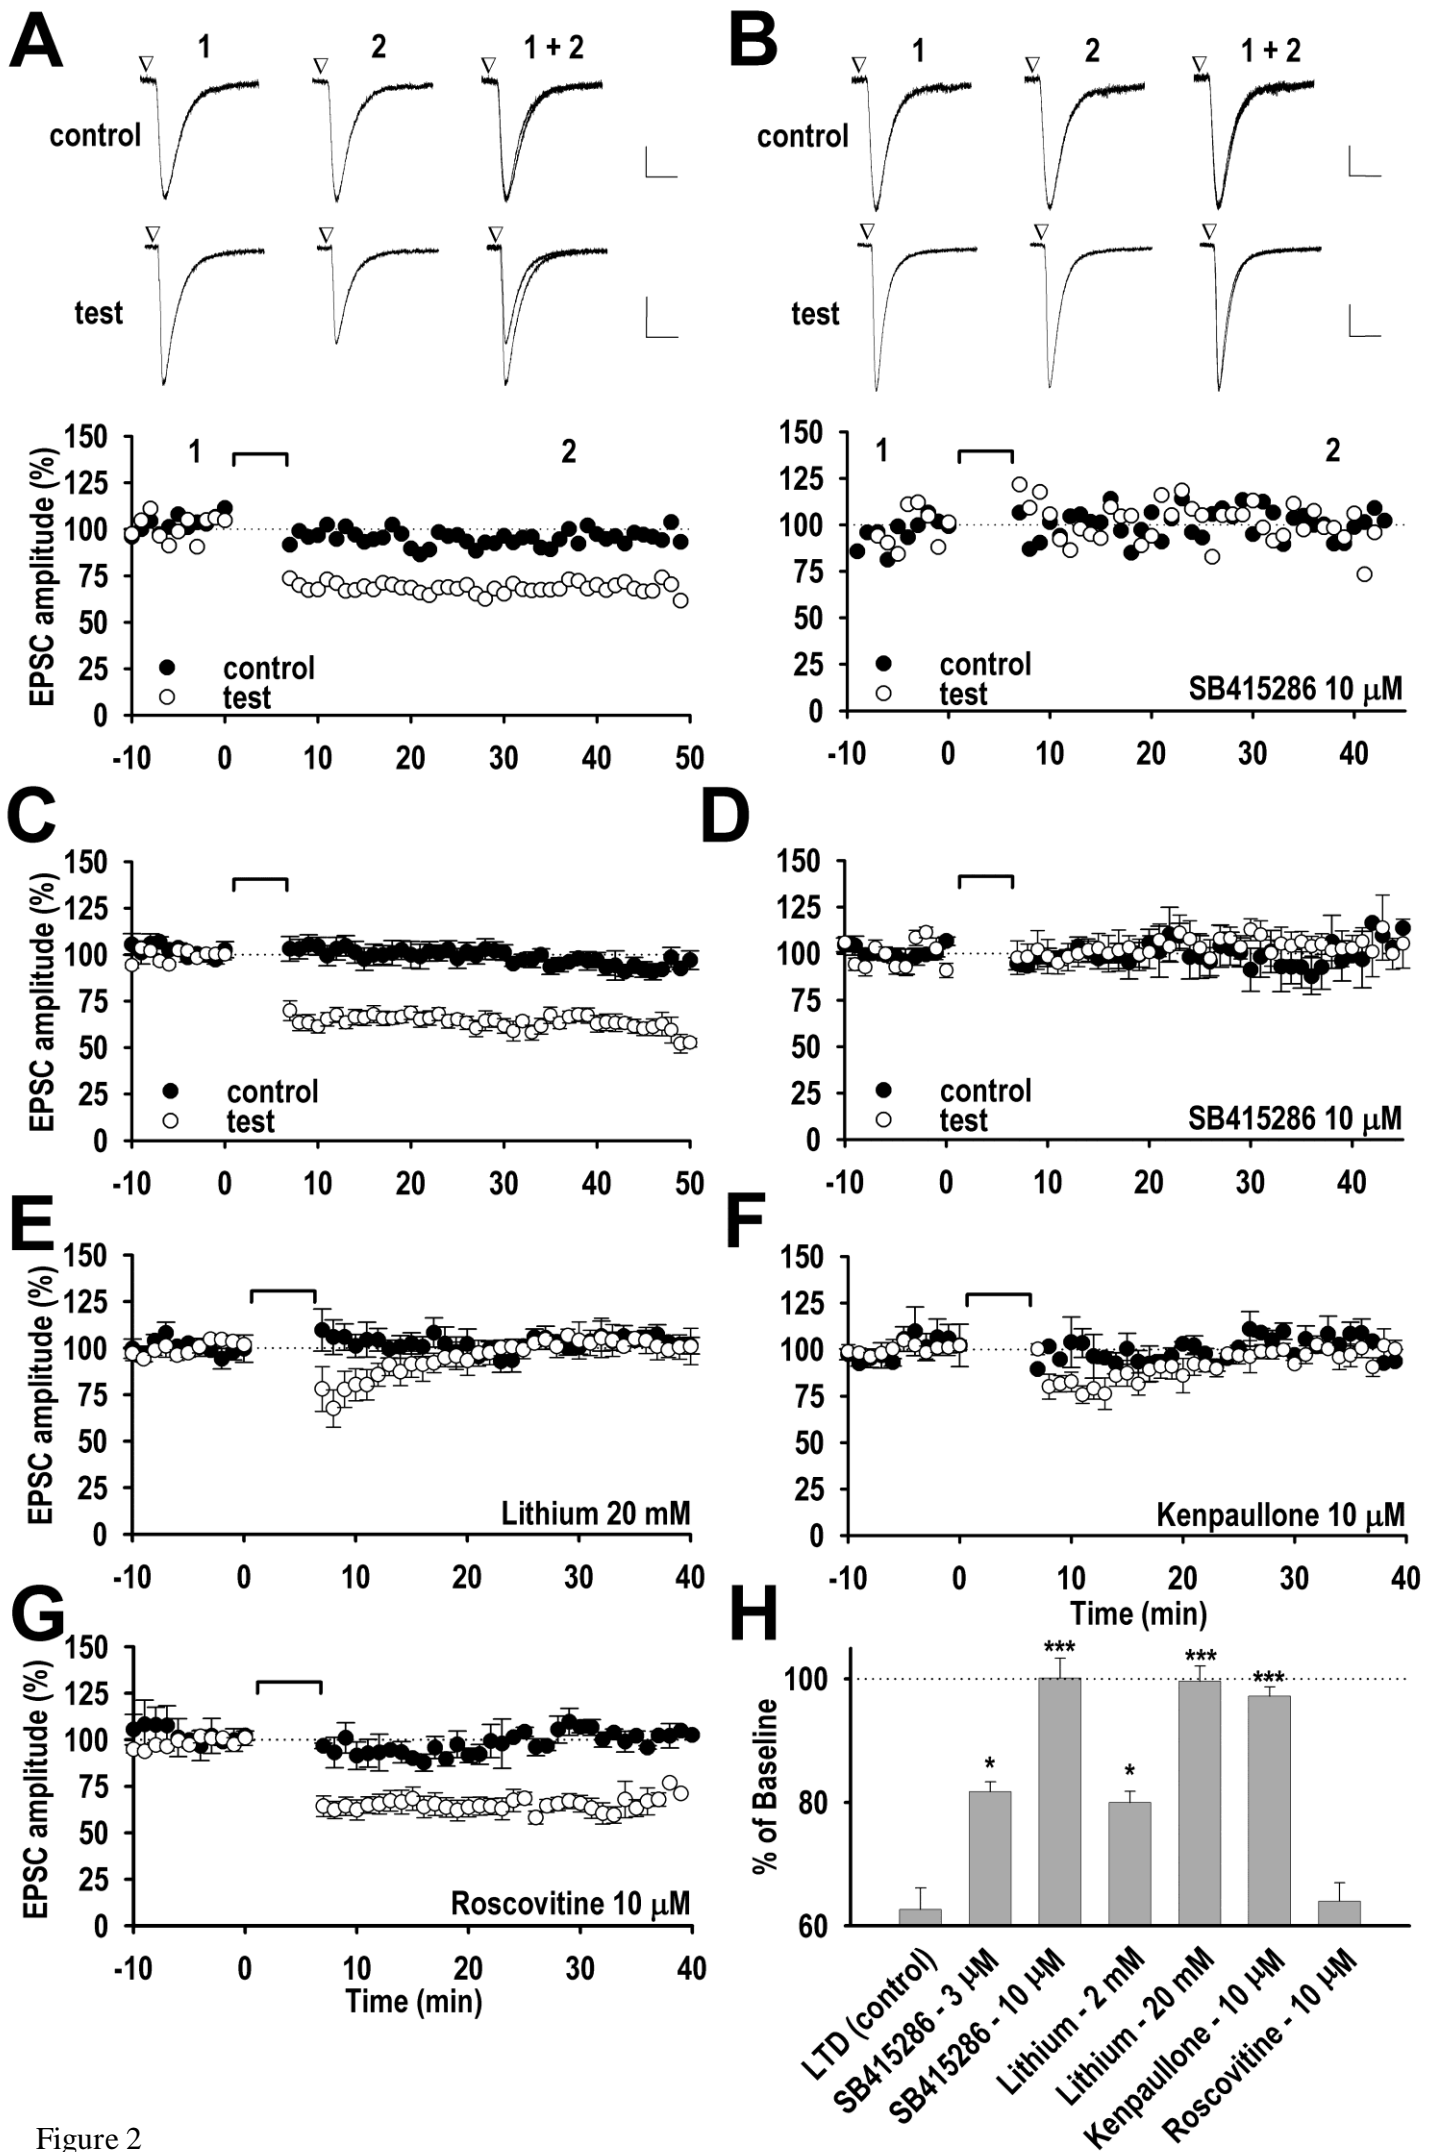 A
B
1 2 1 + 2
1 2 1 + 2
control
control
test
test
EPSC amplitude (%)
150
125
100
75
50
25
0
1
2
control
test
-10 0 10 20 30 40 50
150
125
100
75
50
25
0
1
2
control
test
SB415286 10 μM
-10 0 10 20 30 40
C
EPSC amplitude (%)
150
125
100
75
50
25
0
control
test
-10 0 10 20 30 40 50
D
150
125
100
75
50
25
0
control
test
SB415286 10 μM
-10 0 10 20 30 40
E
EPSC amplitude (%)
150
125
100
75
50
25
0
Lithium 20 mM
-10 0 10 20 30 40
F
150
125
100
75
50
25
0
Kenpaullone 10 μM
-10 0 10 20 30 40
Time (min)
G
EPSC amplitude (%)
150
125
100
75
50
25
0
Roscovitine 10 μM
-10 0 10 20 30 40
Time (min)
H
% of Baseline
100
80
60
*
***
*
***
***
LTD (control)
SB415286 - 3 μM
SB415286 - 10 μM
Lithium - 2 mM
Lithium - 20 mM
Kenpaullone - 10 μM
Roscovitine - 10 μM
Figure 2